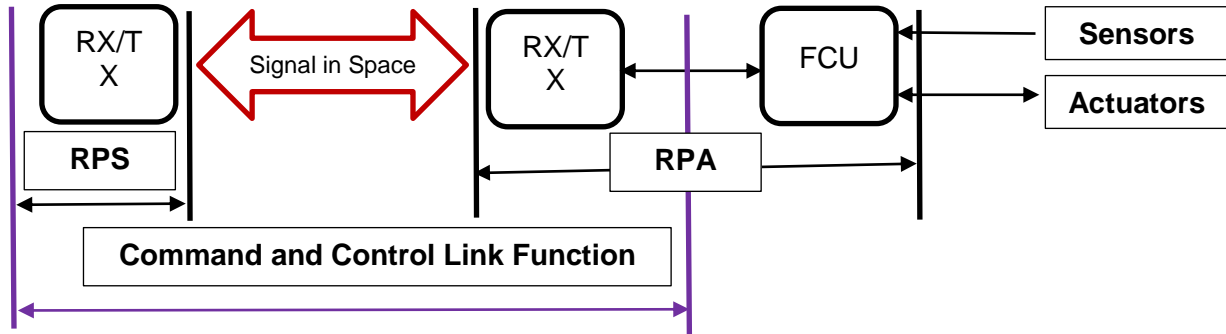 RX/T
X
Signal in Space
RX/T
X
FCU
Sensors
Actuators
RPS
RPA
Command and Control Link Function